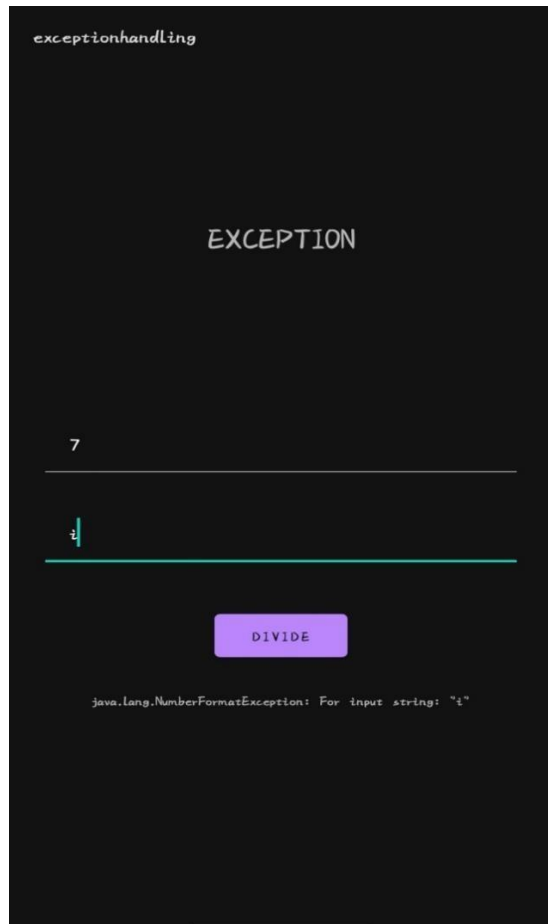 exceptionhandling
EXCEPTION
7
i
DIVIDE
java.lang.NumberFormatException: For input string: "i"